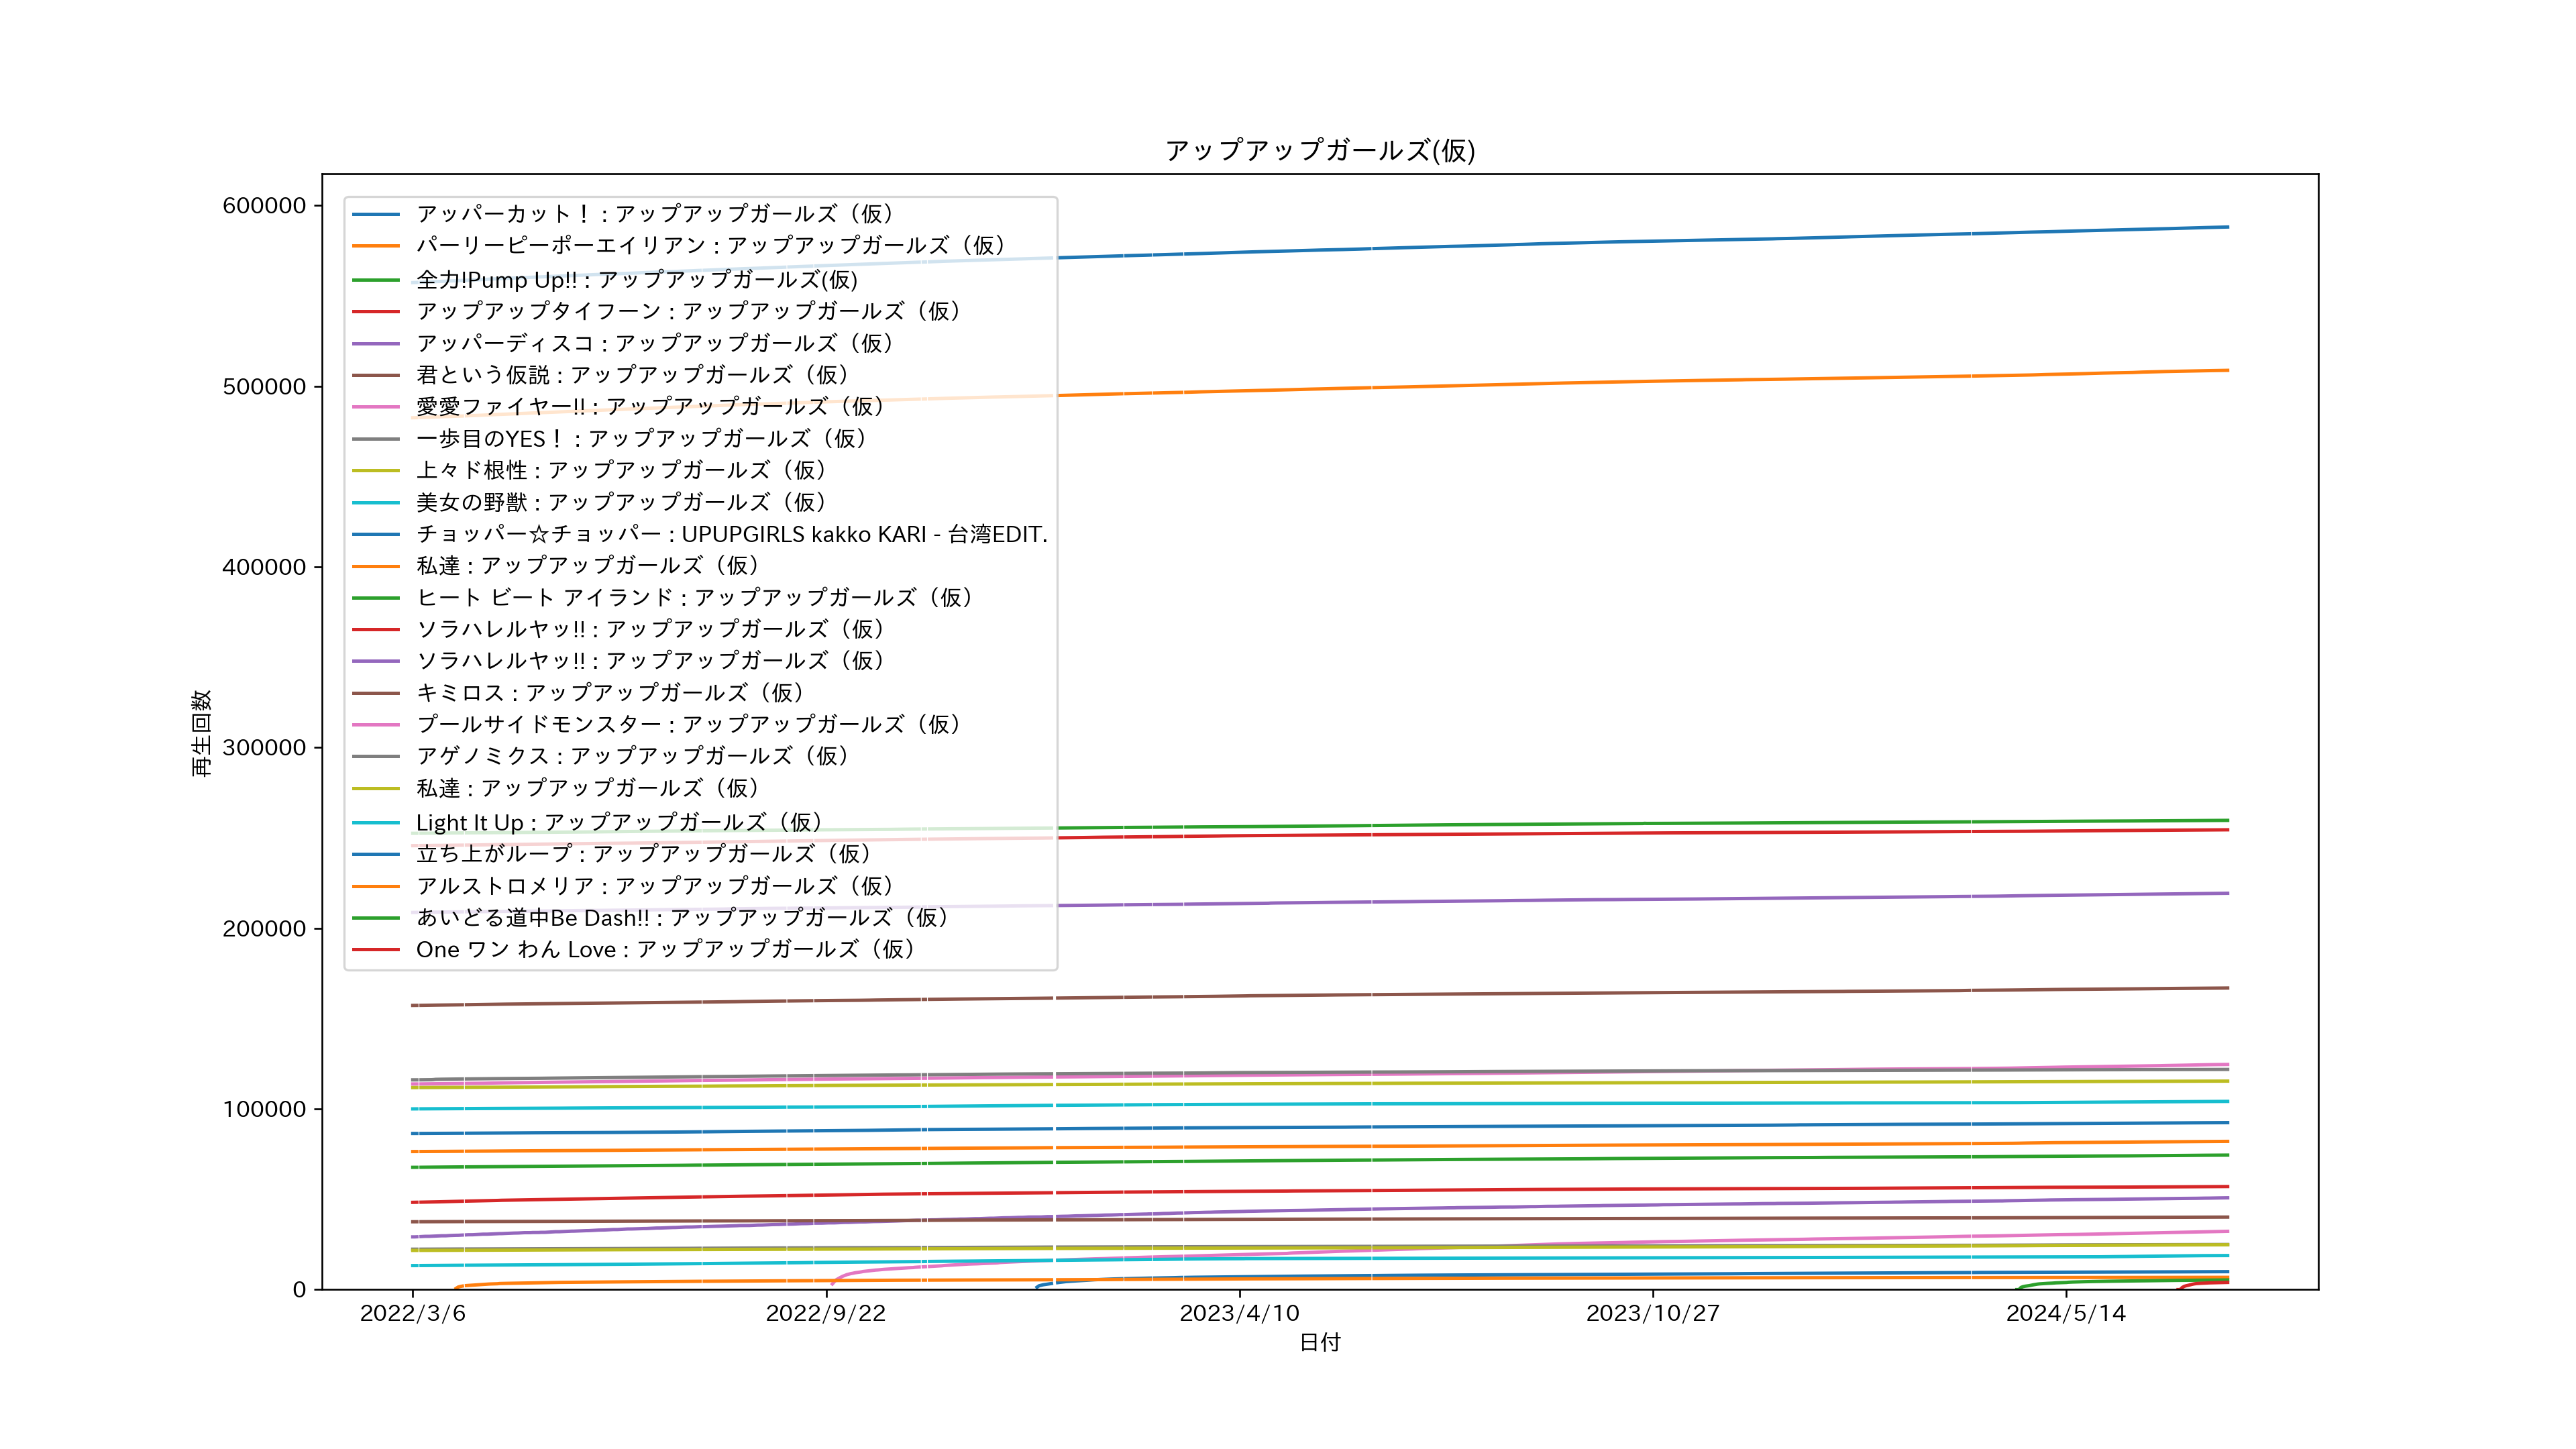 アップアップガールズ(仮)
600000
500000
400000
300000
200000
100000
0
再生回数
アッパーカット！ : アップアップガールズ（仮）
パーリーピーポーエイリアン : アップアップガールズ（仮）
全力!Pump Up!! : アップアップガールズ(仮)
アップアップタイフーン : アップアップガールズ（仮）
アッパーディスコ : アップアップガールズ（仮）
君という仮説 : アップアップガールズ（仮）
愛愛ファイヤー!! : アップアップガールズ（仮）
一歩目のYES！ : アップアップガールズ（仮）
上々ド根性 : アップアップガールズ（仮）
美女の野獣 : アップアップガールズ（仮）
チョッパー☆チョッパー : UPUPGIRLS kakko KARI - 台湾EDIT.
私達 : アップアップガールズ（仮）
ヒート ビート アイランド : アップアップガールズ（仮）
ソラハレルヤッ!! : アップアップガールズ（仮）
ソラハレルヤッ!! : アップアップガールズ（仮）
キミロス : アップアップガールズ（仮）
プールサイドモンスター : アップアップガールズ（仮）
アゲノミクス : アップアップガールズ（仮）
私達 : アップアップガールズ（仮）
Light It Up : アップアップガールズ（仮）
立ち上がループ : アップアップガールズ（仮）
アルストロメリア : アップアップガールズ（仮）
あいどる道中Be Dash!! : アップアップガールズ（仮）
One ワン わん Love : アップアップガールズ（仮）
2022/3/6
2022/9/22
2023/4/10
2023/10/27
2024/5/14
日付